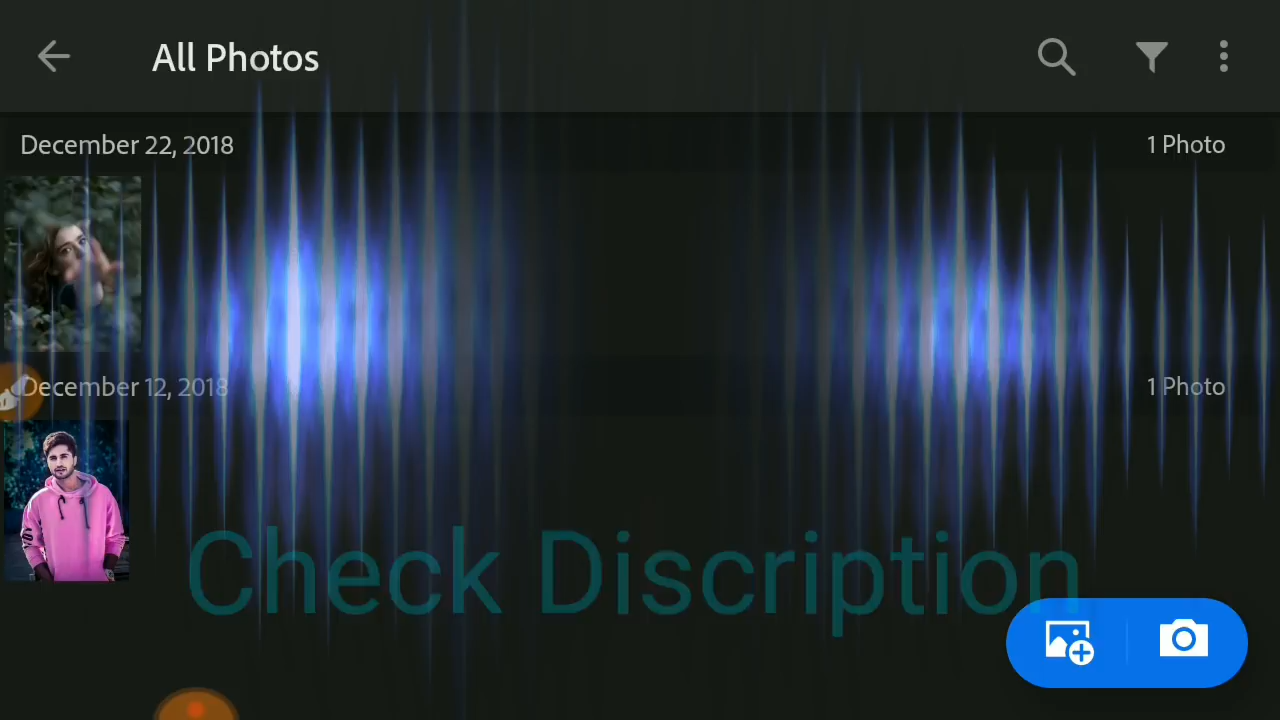 All Photos
December 22, 2018
1 Photo
December 12, 2018
1 Photo
Check Discription